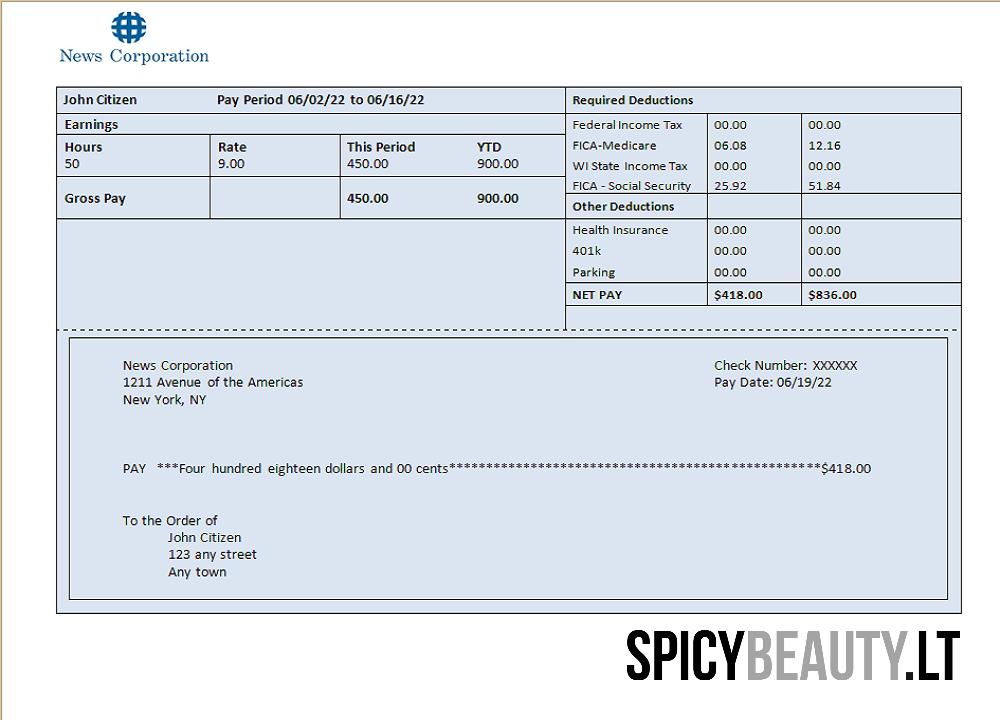 News Corporation
John Citizen Pay Period 06/02/22 to 06/16/22
Earnings
Hours Rate This Period YTD
50 9.00 450.00 900.00
Gross Pay 450.00 900.00
Required Deductions
Federal Income Tax 00.00 00.00
FICA-Medicare 06.08 12.16
WI State Income Tax 00.00 00.00
FICA - Social Security 25.92 51.84
Other Deductions
Health Insurance 00.00 00.00
401k 00.00 00.00
Parking 00.00 00.00
NET PAY $418.00 $836.00
News Corporation
1211 Avenue of the Americas
New York, NY
Check Number: XXXXXX
Pay Date: 06/19/22
PAY ***Four hundred eighteen dollars and 00 cents**************************************************$418.00
To the Order of
John Citizen
123 any street
Any town
SPICYBEAUTY.LT